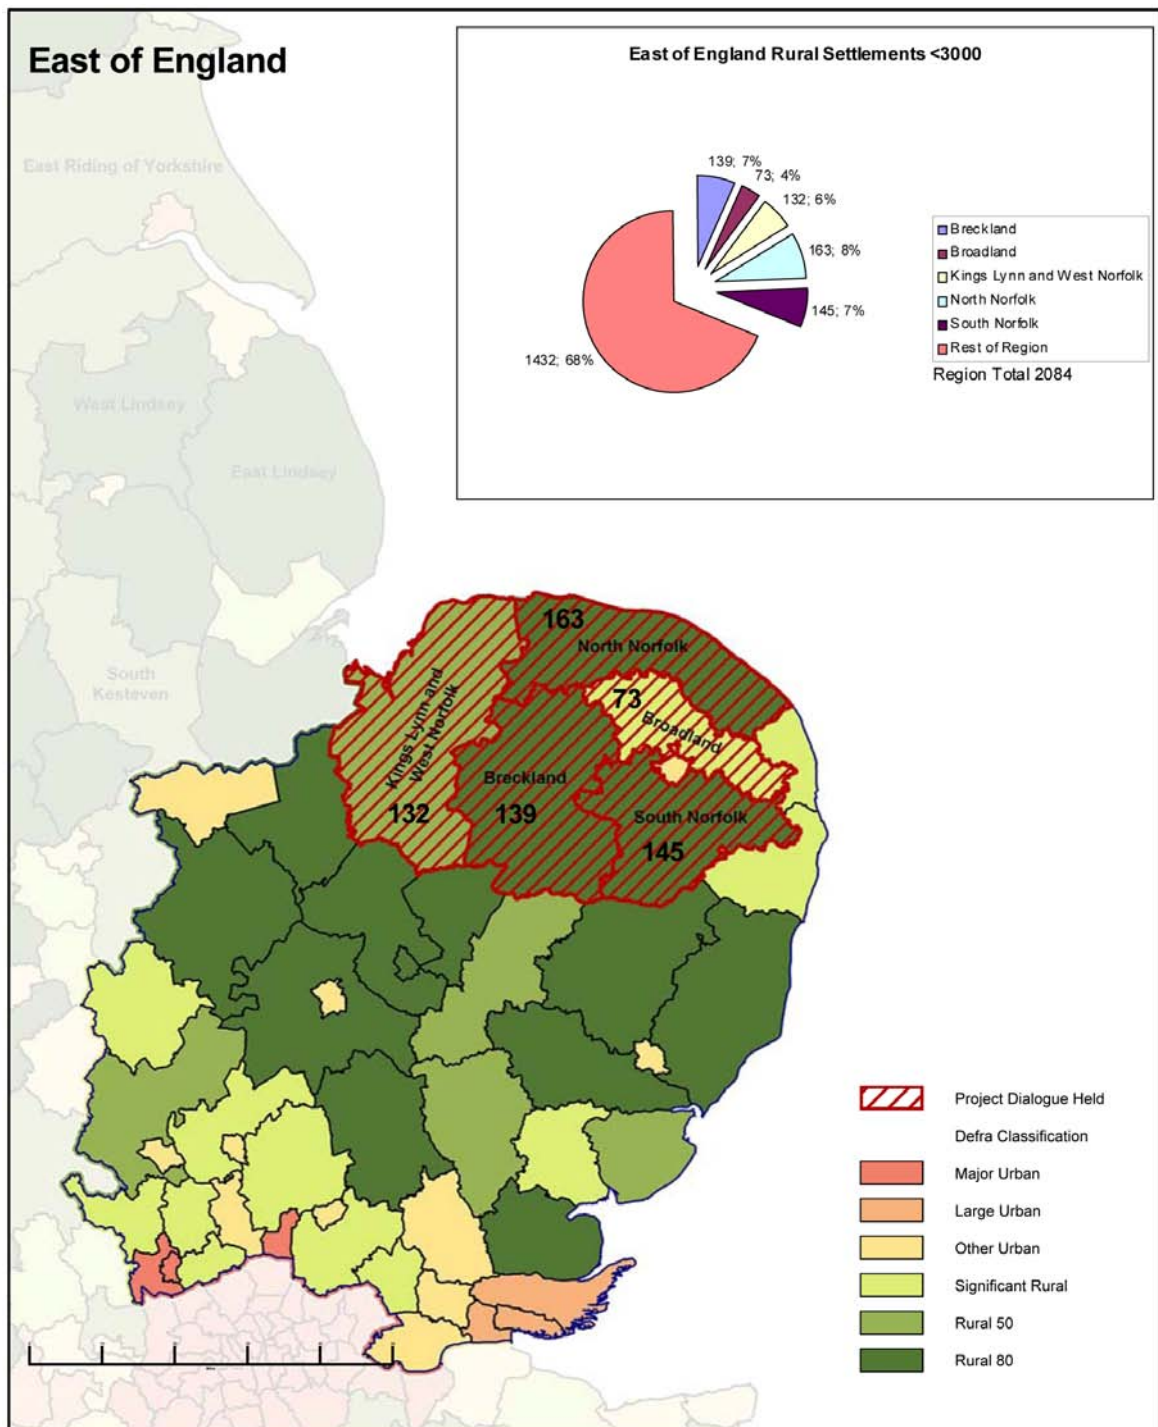 East of England
East of England Rural Settlements <3000
139; 7%
73; 4%
132; 6%
163; 8%
145; 7%
1432; 68%
Breckland
Broadland
Kings Lynn and West Norfolk
North Norfolk
South Norfolk
Rest of Region
Region Total 2084
East Riding of Yorkshire
West Lindsey
East Lindsey
South
Kesteven
163
North Norfolk
73
Broadland
Kings Lynn and
West Norfolk
132
Breckland
139
South Norfolk
145
Project Dialogue Held
Defra Classification
Major Urban
Large Urban
Other Urban
Significant Rural
Rural 50
Rural 80